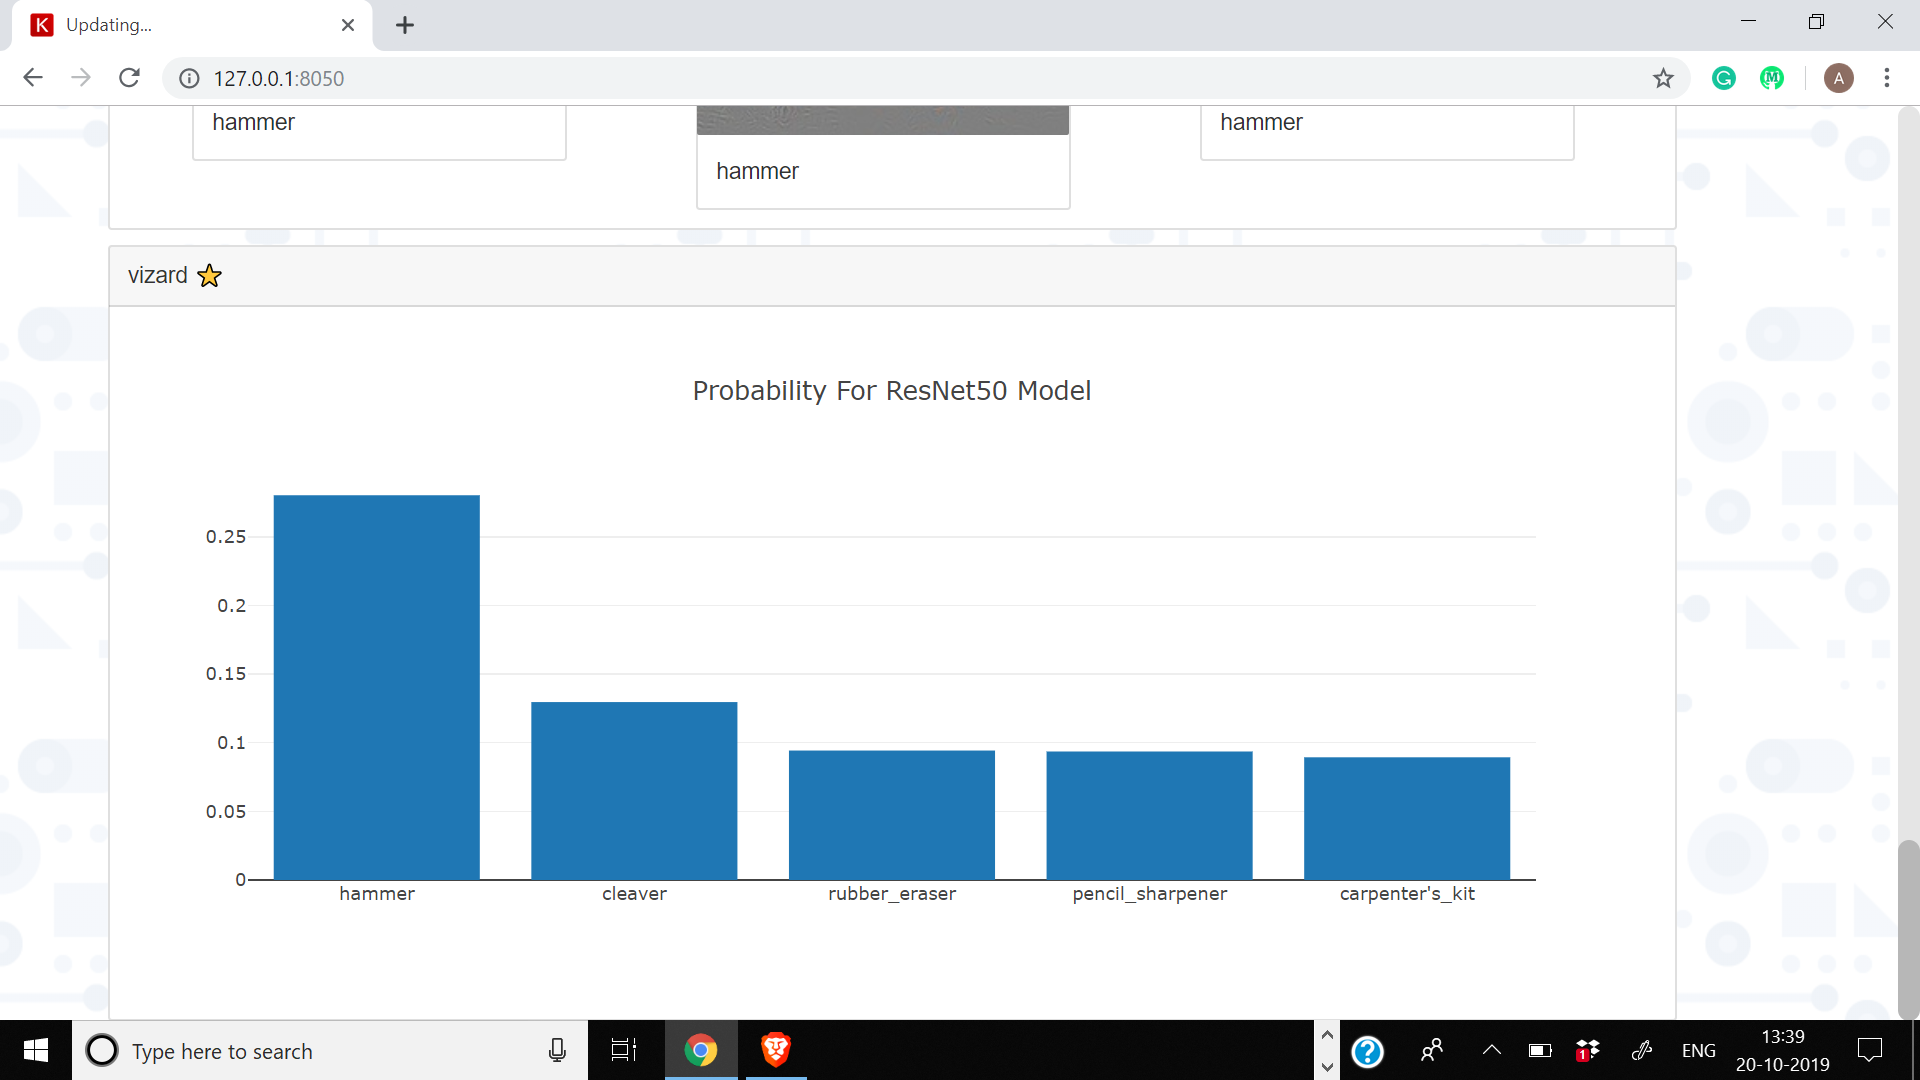 Updating...
127.0.0.1:8050
A
hammer
hammer
hammer
vizard
Probability For ResNet50 Model
0.25
0.2
0.15
0.1
0.05
0
hammer
cleaver
rubber_eraser
pencil_sharpener
carpenter's_kit
Type here to search
1
ENG
13:39
20-10-2019